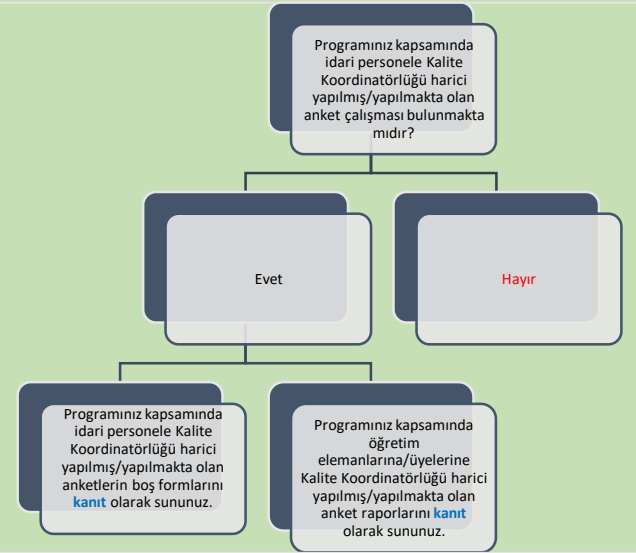 Programınız kapsamında
idari personele Kalite
Koordinatörlüğü harici
yapılmış/yapılmakta olan
anket çalışması bulunmakta
mıdır?
Evet
Hayır
Programınız kapsamında
idari personele Kalite
Koordinatörlüğü harici
yapılmış/yapılmakta olan
anketlerin boş formlarını
kanıt olarak sununuz.
Programınız kapsamında
öğretim
elemanlarına/üyelerine
Kalite Koordinatörlüğü harici
yapılmış/yapılmakta olan
anket raporlarını kanıt
olarak sununuz.